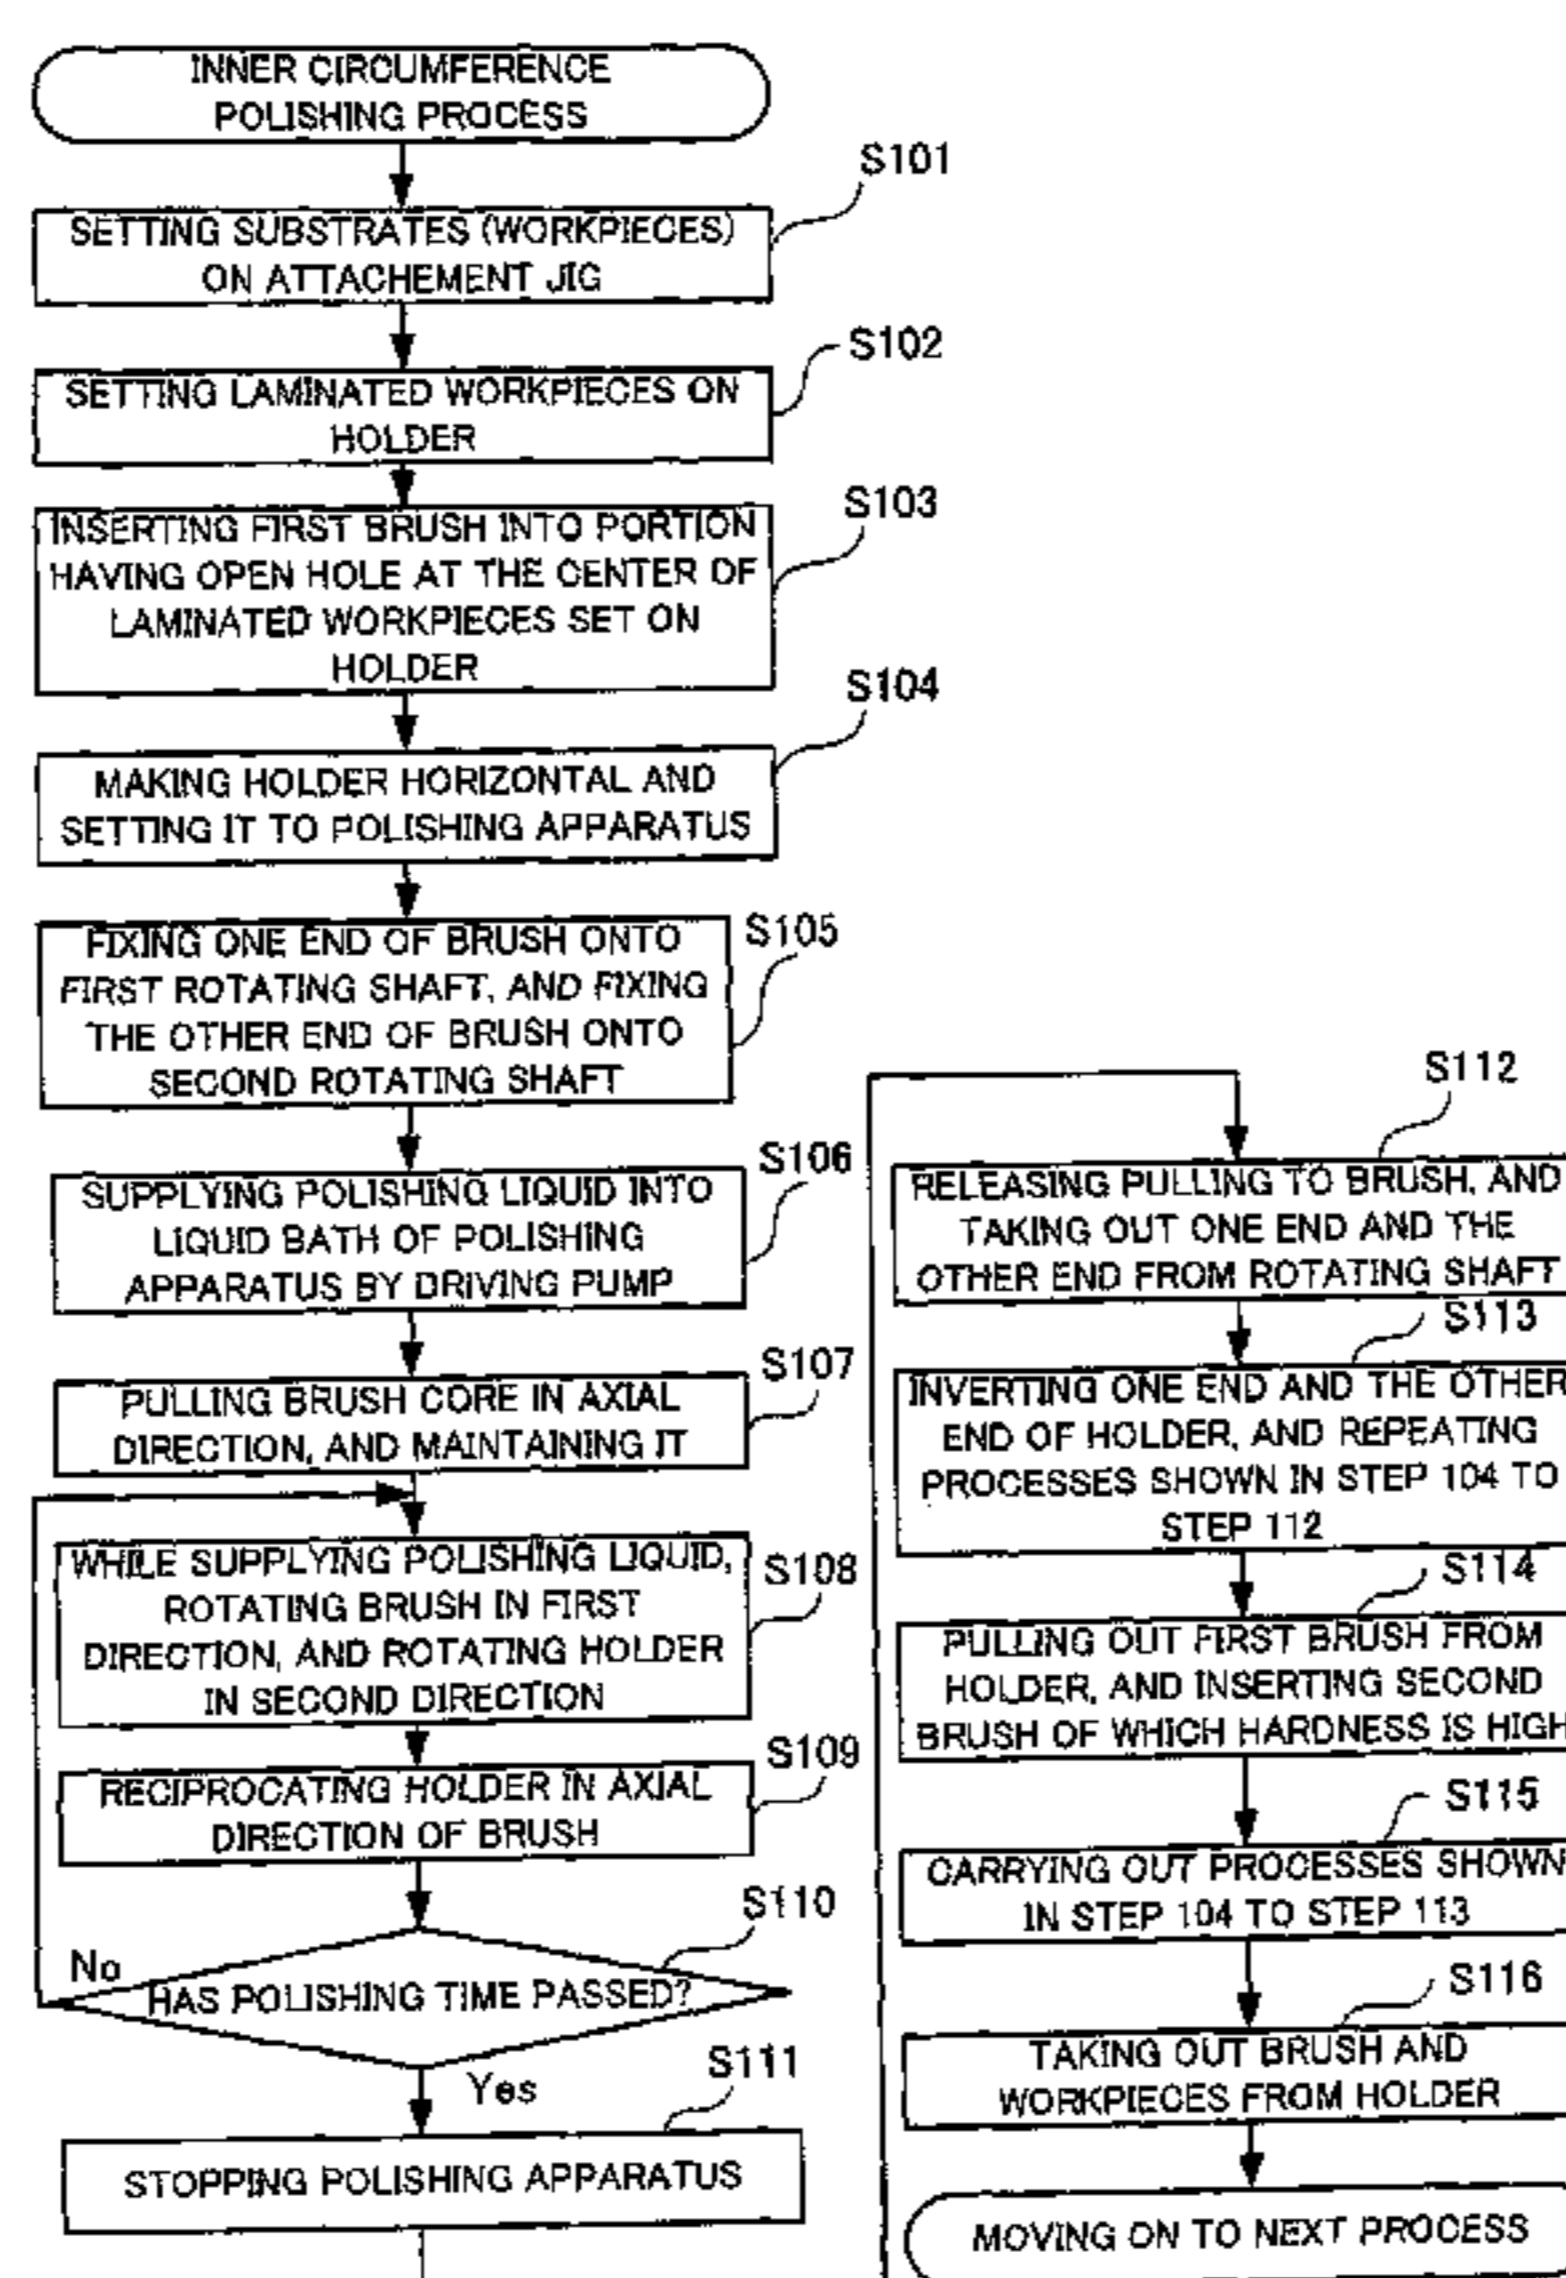 INNER CIRCUMFERENCE
POLISHING PROCESS
S101
SETTING SUBSTRATES (WORKPIECES)
ON ATTACHEMENT JIG
S102
SETTING LAMINATED WORKPIECES ON
HOLDER
S103
INSERTING FIRST BRUSH INTO PORTION
HAVING OPEN HOLE AT THE CENTER OF
LAMINATED WORKPIECES SET ON
HOLDER
S104
MAKING HOLDER HORIZONTAL AND
SETTING IT TO POLISHING APPARATUS
S105
FIXING ONE END OF BRUSH ONTO
FIRST ROTATING SHAFT, AND FIXING
THE OTHER END OF BRUSH ONTO
SECOND ROTATING SHAFT
S106
SUPPLYING POLISHING LIQUID INTO
LIQUID BATH OF POLISHING
APPARATUS BY DRIVING PUMP
S107
PULLING BRUSH CORE IN AXIAL
DIRECTION, AND MAINTAINING IT
S108
WHILE SUPPLYING POLISHING LIQUID,
ROTATING BRUSH IN FIRST
DIRECTION, AND ROTATING HOLDER
IN SECOND DIRECTION
S109
RECIPROCATING HOLDER IN AXIAL
DIRECTION OF BRUSH
S110
No
HAS POLISHING TIME PASSED?
Yes
S111
STOPPING POLISHING APPARATUS
S112
RELEASING PULLING TO BRUSH, AND
TAKING OUT ONE END AND THE
OTHER END FROM ROTATING SHAFT
S113
INVERTING ONE END AND THE OTHER
END OF HOLDER, AND REPEATING
PROCESSES SHOWN IN STEP 104 TO
STEP 112
S114
PULLING OUT FIRST BRUSH FROM
HOLDER, AND INSERTING SECOND
BRUSH OF WHICH HARDNESS IS HIGH
S115
CARRYING OUT PROCESSES SHOWN
IN STEP 104 TO STEP 113
S116
TAKING OUT BRUSH AND
WORKPIECES FROM HOLDER
MOVING ON TO NEXT PROCESS